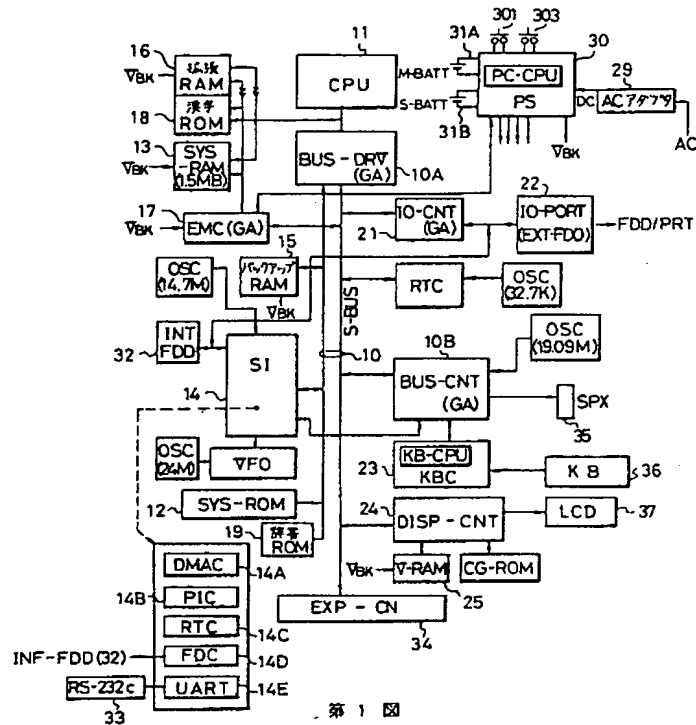 301 303
31A
30
16
拡張
RAM
VBK
漢字
ROM
18
13
SYS
-RAM
(1.5MB)
VBK
11
CPU
M-BATT
S-BATT
31B
PC-CPU
PS
DC
29
ACアダプタ
AC
VBK
BUS-DRV
(GA)
10A
17
EMC(GA)
VBK
IO-CNT
(GA)
21
22
IO-PORT
(EXT-FDD)
FDD/PRT
15
バックアップ
RAM
VBK
OSC
(14.7M)
S-BUS
RTC
OSC
(32.7K)
INT
FDD
32
SI
14
10
10B
BUS-CNT
(GA)
OSC
(19.09M)
SPX
35
OSC
(24M)
VFO
KB-CPU
KBC
23
KB
36
12
SYS-ROM
19
辞書
ROM
24
DISP-CNT
LCD
37
VBK
V-RAM
25
CG-ROM
EXP-CN
34
DMAC
14A
14B
PIC
RTC
14C
INF-FDD(32)
FDC
14D
RS-232c
33
UART
14E
第1図